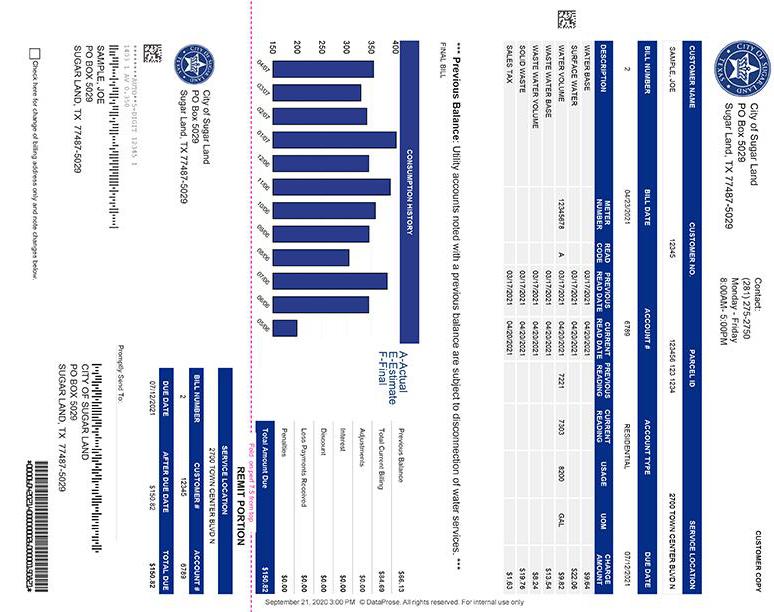 City of Sugar Land
PO Box 5029
Sugar Land, TX 77487-5029
Contact:
(281) 275-2750
Monday - Friday
8:00AM- 5:00PM
CUSTOMER COPY
CUSTOMER NAME CUSTOMER NO. PARCEL ID SERVICE LOCATION
SAMPLE, JOE 12345 123456 123 1234 2700 TOWN CENTER BLVD N
BILL NUMBER BILL DATE ACCOUNT # ACCOUNT TYPE DUE DATE
2 04/23/2021 6789 RESIDENTIAL 07/12/2021
DESCRIPTION METER NUMBER READ CODE PREVIOUS READ DATE CURRENT READ DATE PREVIOUS READING CURRENT READING USAGE UOM CHARGE AMOUNT
WATER BASE 03/17/2021 04/20/2021 $9.64
SURFACE WATER 03/17/2021 04/20/2021 $22.06
WATER VOLUME 12345678 A 03/17/2021 04/20/2021 7221 7303 8200 GAL $9.82
WASTE WATER BASE 03/17/2021 04/20/2021 $13.54
WASTE WATER VOLUME 03/17/2021 04/20/2021 $8.24
SOLID WASTE 03/17/2021 04/20/2021 $19.76
SALES TAX $1.63
*** Previous Balance: Utility accounts noted with a previous balance are subject to disconnection of water services. ***
FINAL BILL
CONSUMPTION HISTORY
400
350
300
250
200
150
04/07 03/07 02/07 01/07 12/06 11/06 10/06 09/06 08/06 07/06 06/06 05/06
A-Actual
E-Estimate
F-Final
Previous Balance $66.13
Total Current Billing $84.69
Adjustments $0.00
Interest $0.00
Discount $0.00
Less Payments Received $0.00
Penalties $0.00
Total Amount Due $150.82
Fold on perf 7.5 from top
REMIT PORTION
City of Sugar Land
PO Box 5029
Sugar Land, TX 77487-5029
SERVICE LOCATION
2700 TOWN CENTER BLVD N
BILL NUMBER CUSTOMER # ACCOUNT #
2 12345 6789
DUE DATE AFTER DUE DATE TOTAL DUE
07/12/2021 $150.82 $150.82
SAMPLE, JOE
PO BOX 5029
SUGAR LAND, TX 77487-5029
Promptly Send To:
CITY OF SUGAR LAND
PO BOX 5029
SUGAR LAND, TX 77487-5029
Check here for change of billing address only and note changes below.
September 21, 2020 3:00 PM © DataProse. All rights reserved. For internal use only